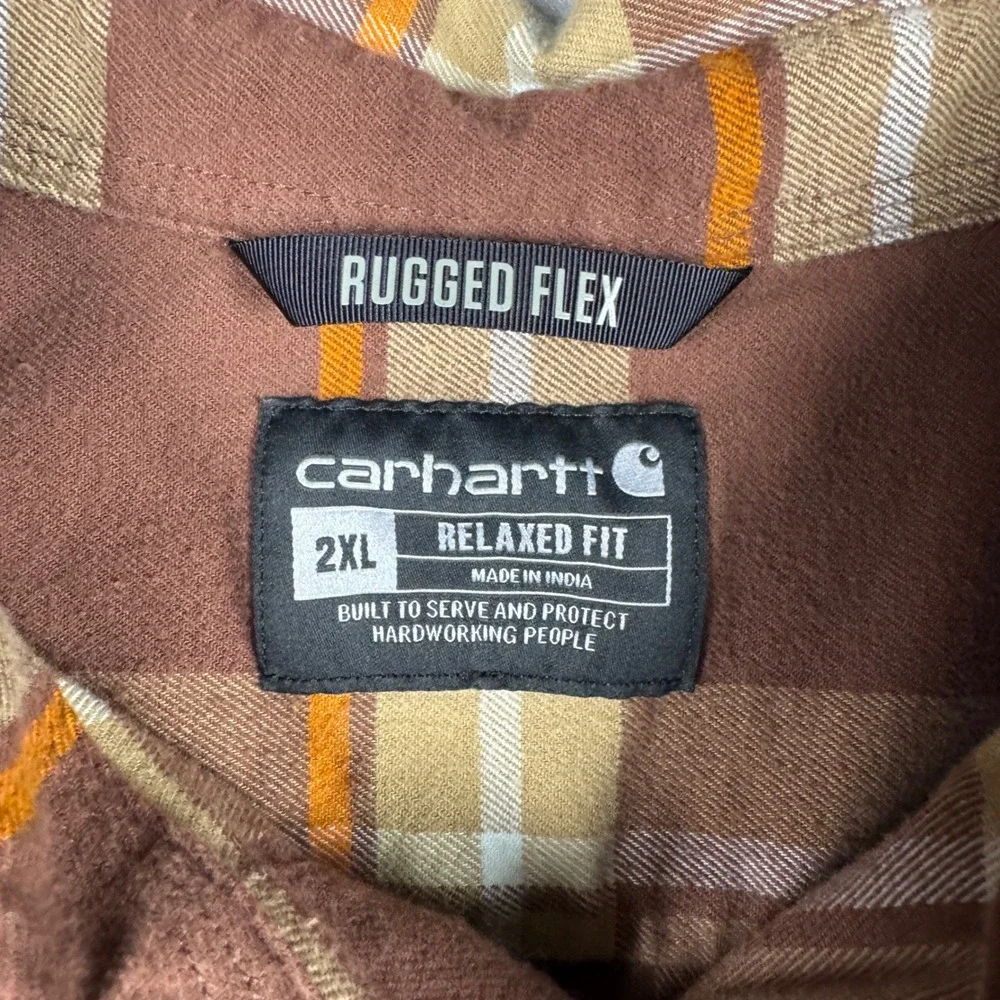 RUGGED FLEX
carhartt
2XL
RELAXED FIT
MADE IN INDIA
BUILT TO SERVE AND PROTECT
HARDWORKING PEOPLE